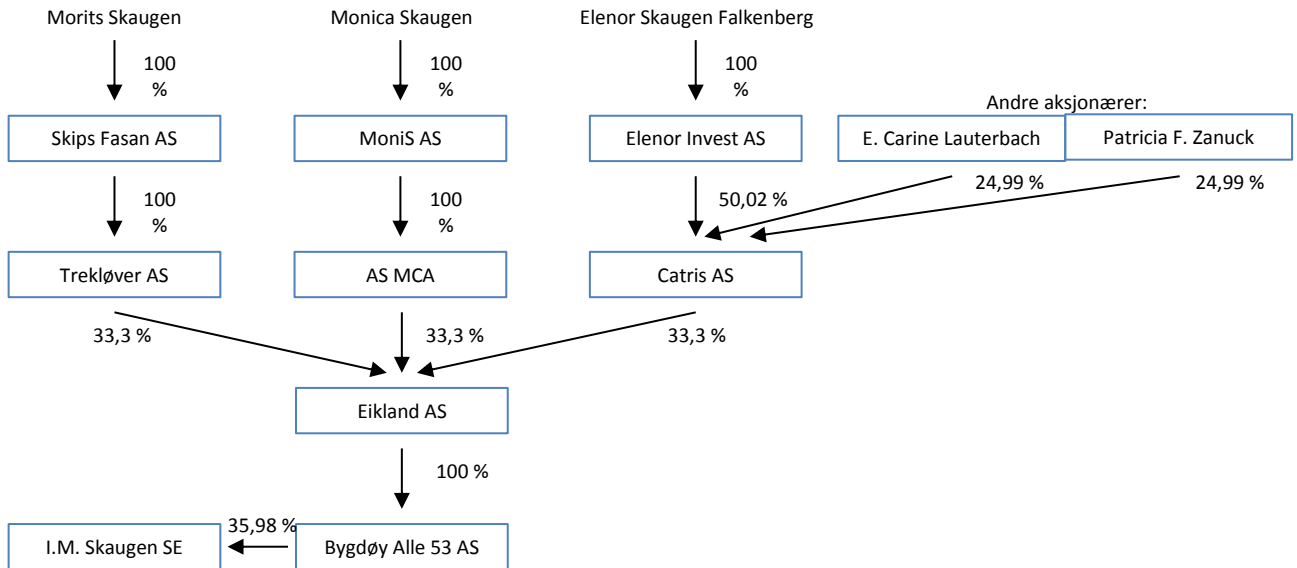 Morits Skaugen
Monica Skaugen
Elenor Skaugen Falkenberg
100
%
100
%
100
%
Andre aksjonærer:
Skips Fasan AS
MoniS AS
Elenor Invest AS
E. Carine Lauterbach
Patricia F. Zanuck
100
%
100
%
50,02 %
24,99 %
24,99 %
Trekløver AS
AS MCA
Catris AS
33,3 %
33,3 %
33,3 %
Eikland AS
100 %
35,98 %
I.M. Skaugen SE
Bygdøy Alle 53 AS